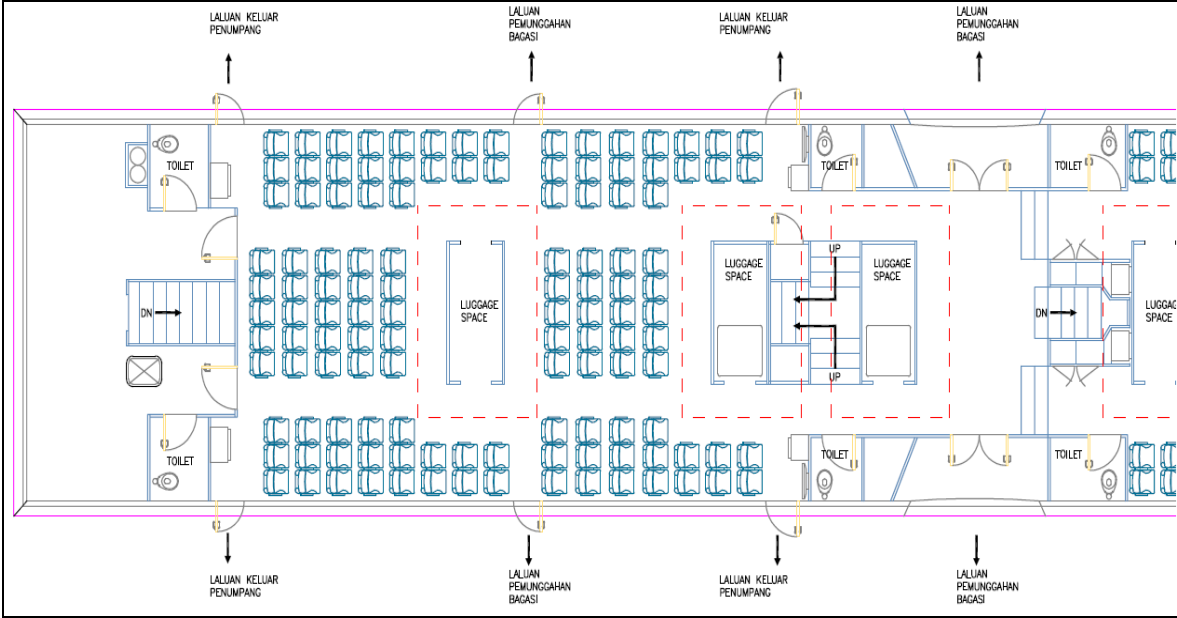 LALUAN KELUAR
PENUMPANG
LALUAN
PEMUNGGAHAN
BAGASI
LALUAN KELUAR
PENUMPANG
LALUAN
PEMUNGGAHAN
BAGASI
TOILET
TOILET
TOILET
UP
LUGGAGE
SPACE
LUGGAGE
SPACE
LUGGAGE
SPACE
LUGGAG
SPACE
DN
DN
UP
TOILET
TOILET
TOILET
LALUAN KELUAR
PENUMPANG
LALUAN
PEMUNGGAHAN
BAGASI
LALUAN KELUAR
PENUMPANG
LALUAN
PEMUNGGAHAN
BAGASI